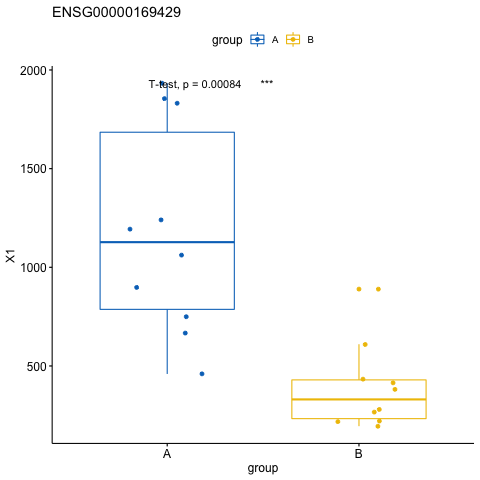 ENSG00000169429
group A B
T-test, p = 0.00084 ***
2000
1500
1000
500
X1
A B
group